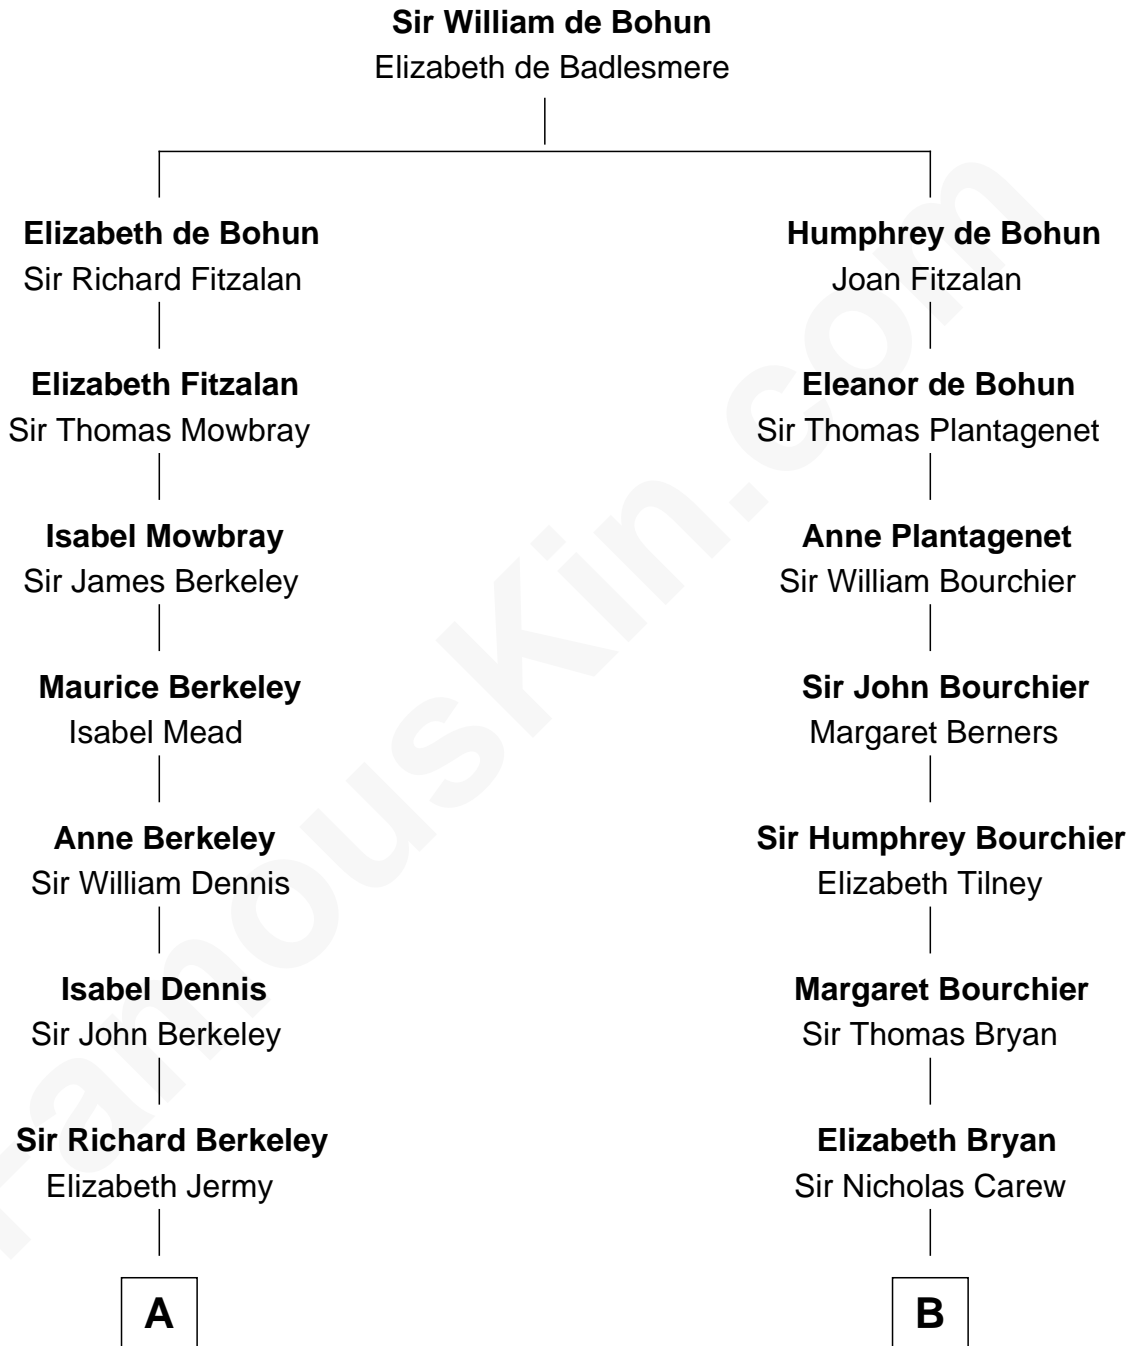 Sir William de Bohun
Elizabeth de Badlesmere
Elizabeth de Bohun
Sir Richard Fitzalan
Humphrey de Bohun
Joan Fitzalan
Elizabeth Fitzalan
Sir Thomas Mowbray
Eleanor de Bohun
Sir Thomas Plantagenet
Isabel Mowbray
Sir James Berkeley
Anne Plantagenet
Sir William Bourchier
Maurice Berkeley
Isabel Mead
Sir John Bourchier
Margaret Berners
Anne Berkeley
Sir William Dennis
Sir Humphrey Bourchier
Elizabeth Tilney
Isabel Dennis
Sir John Berkeley
Margaret Bourchier
Sir Thomas Bryan
Sir Richard Berkeley
Elizabeth Jermy
Elizabeth Bryan
Sir Nicholas Carew
A
B
FamousKin.com